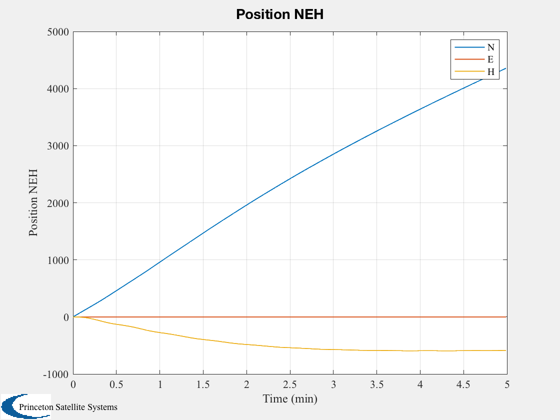 Position NEH
5000
4000
3000
2000
1000
0
-1000
Position NEH
N
E
H
0 0.5 1 1.5 2 2.5 3 3.5 4 4.5 5
Time (min)
Princeton Satellite Systems